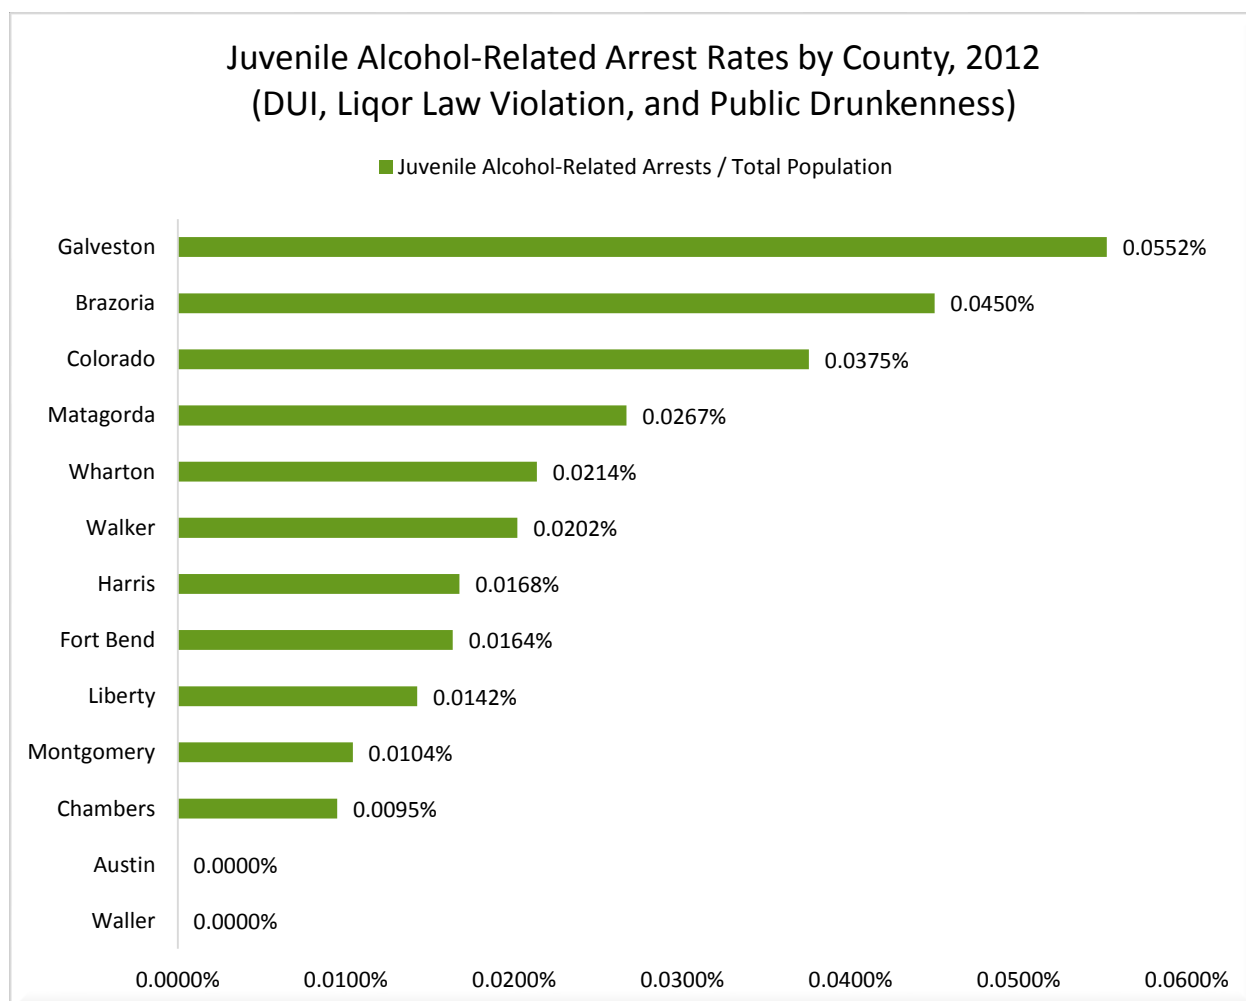 Juvenile Alcohol-Related Arrest Rates by County, 2012
(DUI, Liqor Law Violation, and Public Drunkenness)
Juvenile Alcohol-Related Arrests / Total Population
Galveston 0.0552%
Brazoria 0.0450%
Colorado 0.0375%
Matagorda 0.0267%
Wharton 0.0214%
Walker 0.0202%
Harris 0.0168%
Fort Bend 0.0164%
Liberty 0.0142%
Montgomery 0.0104%
Chambers 0.0095%
Austin 0.0000%
Waller 0.0000%
0.0000% 0.0100% 0.0200% 0.0300% 0.0400% 0.0500% 0.0600%